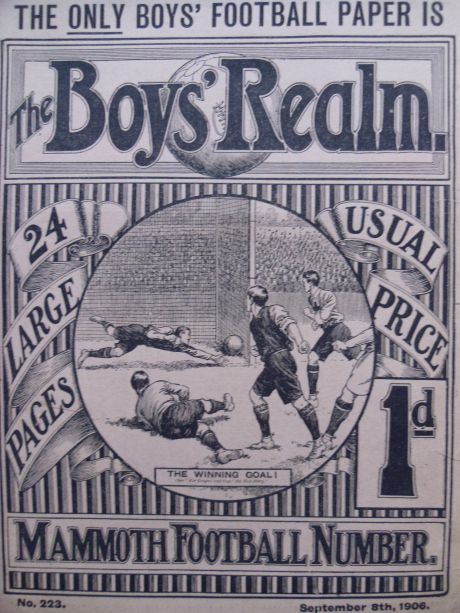 THE ONLY BOYS' FOOTBALL PAPER IS
The Boys' Realm.
24
LARGE
PAGES
USUAL
PRICE
1d
THE WINNING GOAL!
MAMMOTH FOOTBALL NUMBER.
No. 223.
September 8th, 1906.